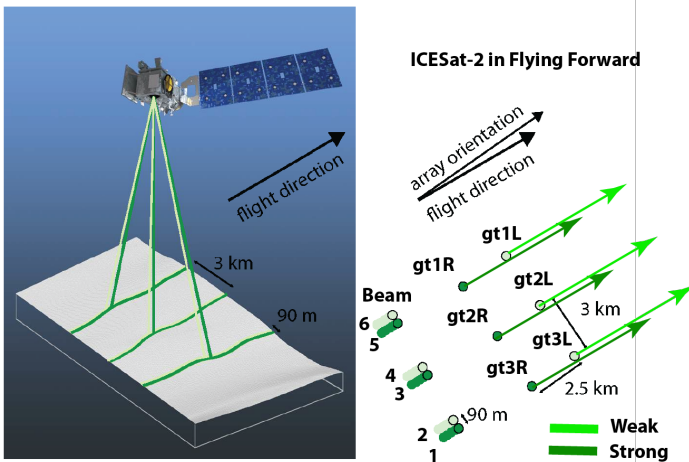 flight direction
3 km
90 m
ICESat-2 in Flying Forward
array orientation
flight direction
gt1L
gt1R
gt2L
Beam
gt2R
3 km
6
5
gt3L
gt3R
4
3
2.5 km
90 m
2
1
Weak
Strong